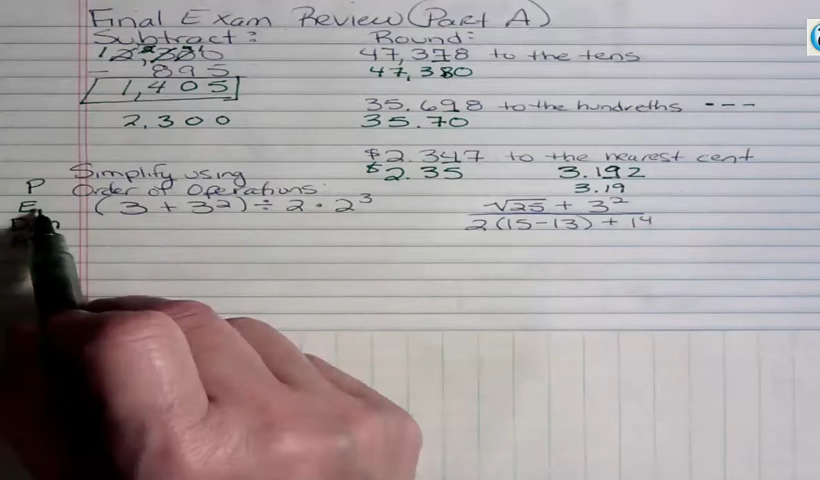 Final Exam Review (Part A)
Subtract:
- 895
1,405
2,300
Round:
47,378 to the tens
47,380
35.698 to the hundreths ---
35.70
$2.347 to the nearest cent
$2.35
3.192
3.19
Simplify using
Order of Operations:
P
E
(3 + 3²) ÷ 2 · 2³
√25 + 3²
2(15-13) + 1⁴